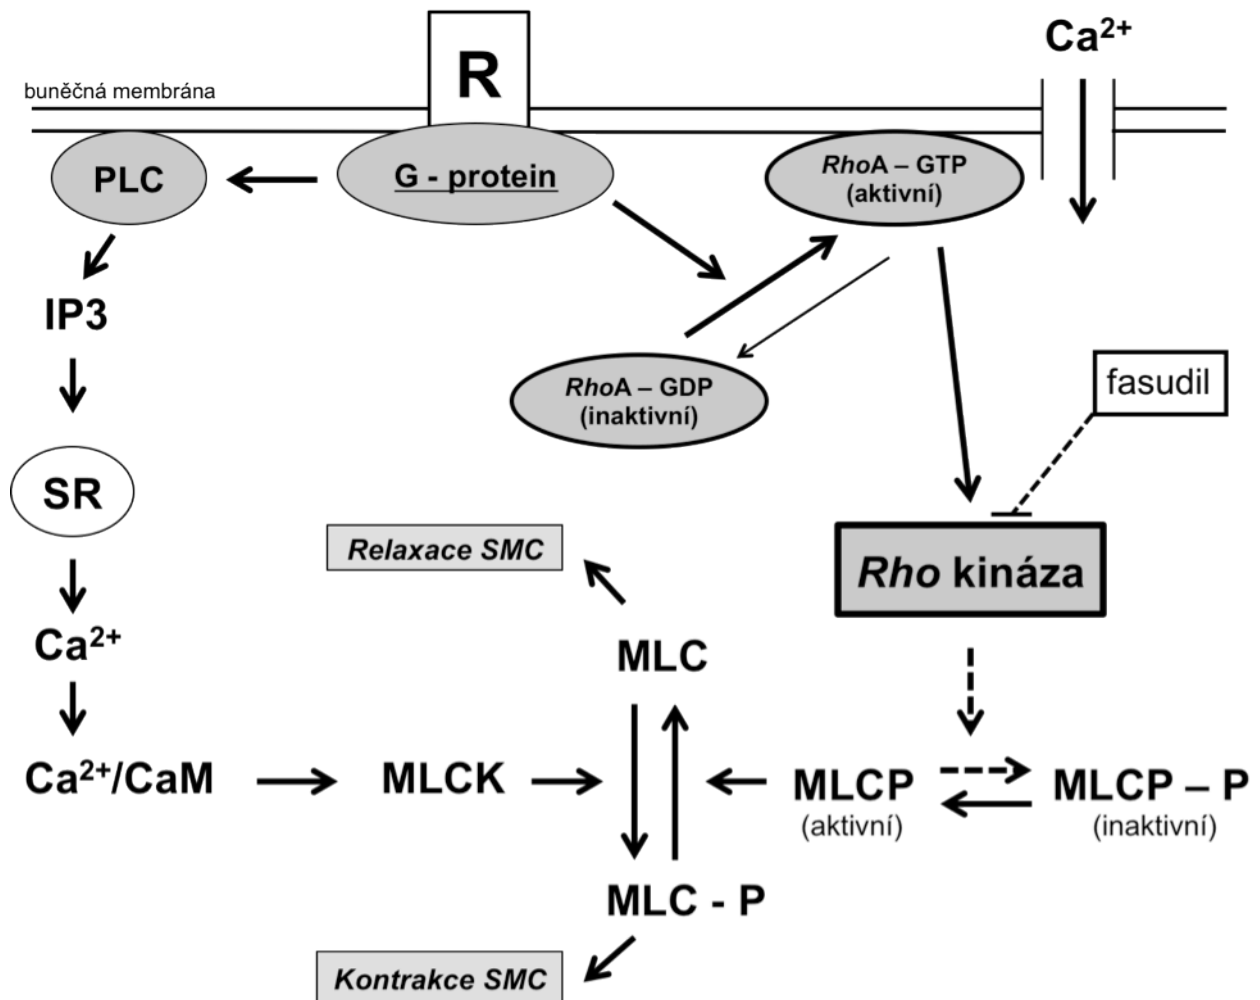 Ca²⁺
R
buněčná membrána
PLC
G - protein
RhoA – GTP
(aktivní)
IP3
RhoA – GDP
(inaktivní)
fasudil
SR
Relaxace SMC
Rho kináza
Ca²⁺
MLC
Ca²⁺/CaM
MLCK
MLCP
(aktivní)
MLCP – P
(inaktivní)
MLC - P
Kontrakce SMC